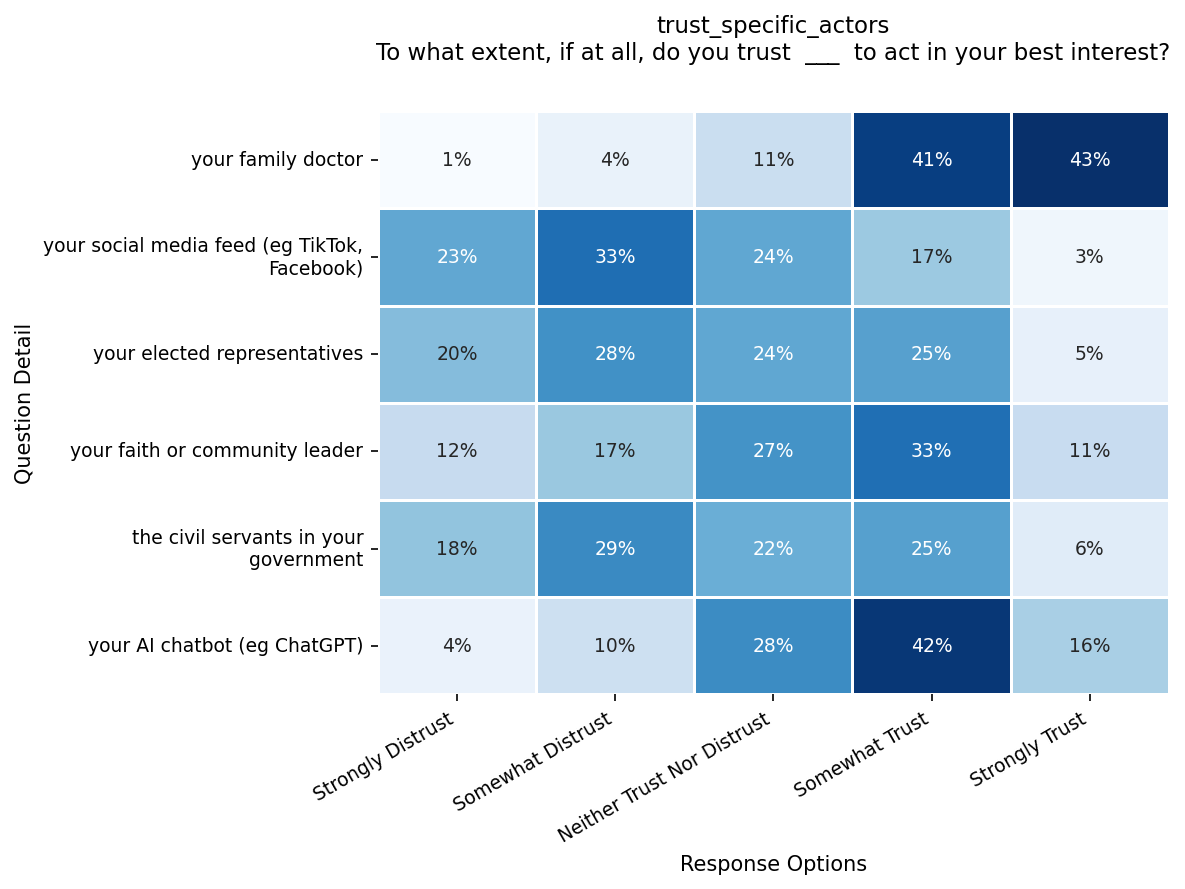 trust_specific_actors
To what extent, if at all, do you trust ___ to act in your best interest?
Question Detail
your family doctor
1% 4% 11% 41% 43%
your social media feed (eg TikTok,
Facebook)
23% 33% 24% 17% 3%
your elected representatives
20% 28% 24% 25% 5%
your faith or community leader
12% 17% 27% 33% 11%
the civil servants in your
government
18% 29% 22% 25% 6%
your AI chatbot (eg ChatGPT)
4% 10% 28% 42% 16%
Strongly Distrust
Somewhat Distrust
Neither Trust Nor Distrust
Somewhat Trust
Strongly Trust
Response Options